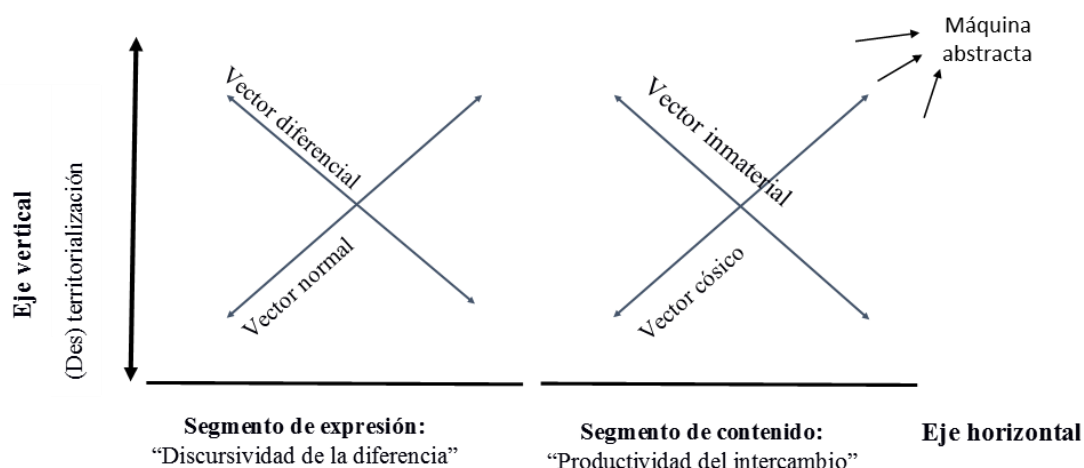 Máquina
abstracta
Vector diferencial
Vector normal
Vector inmaterial
Vector cósico
Eje vertical
(Des) territorialización
Segmento de expresión:
“Discursividad de la diferencia”
Segmento de contenido:
“Productividad del intercambio”
Eje horizontal